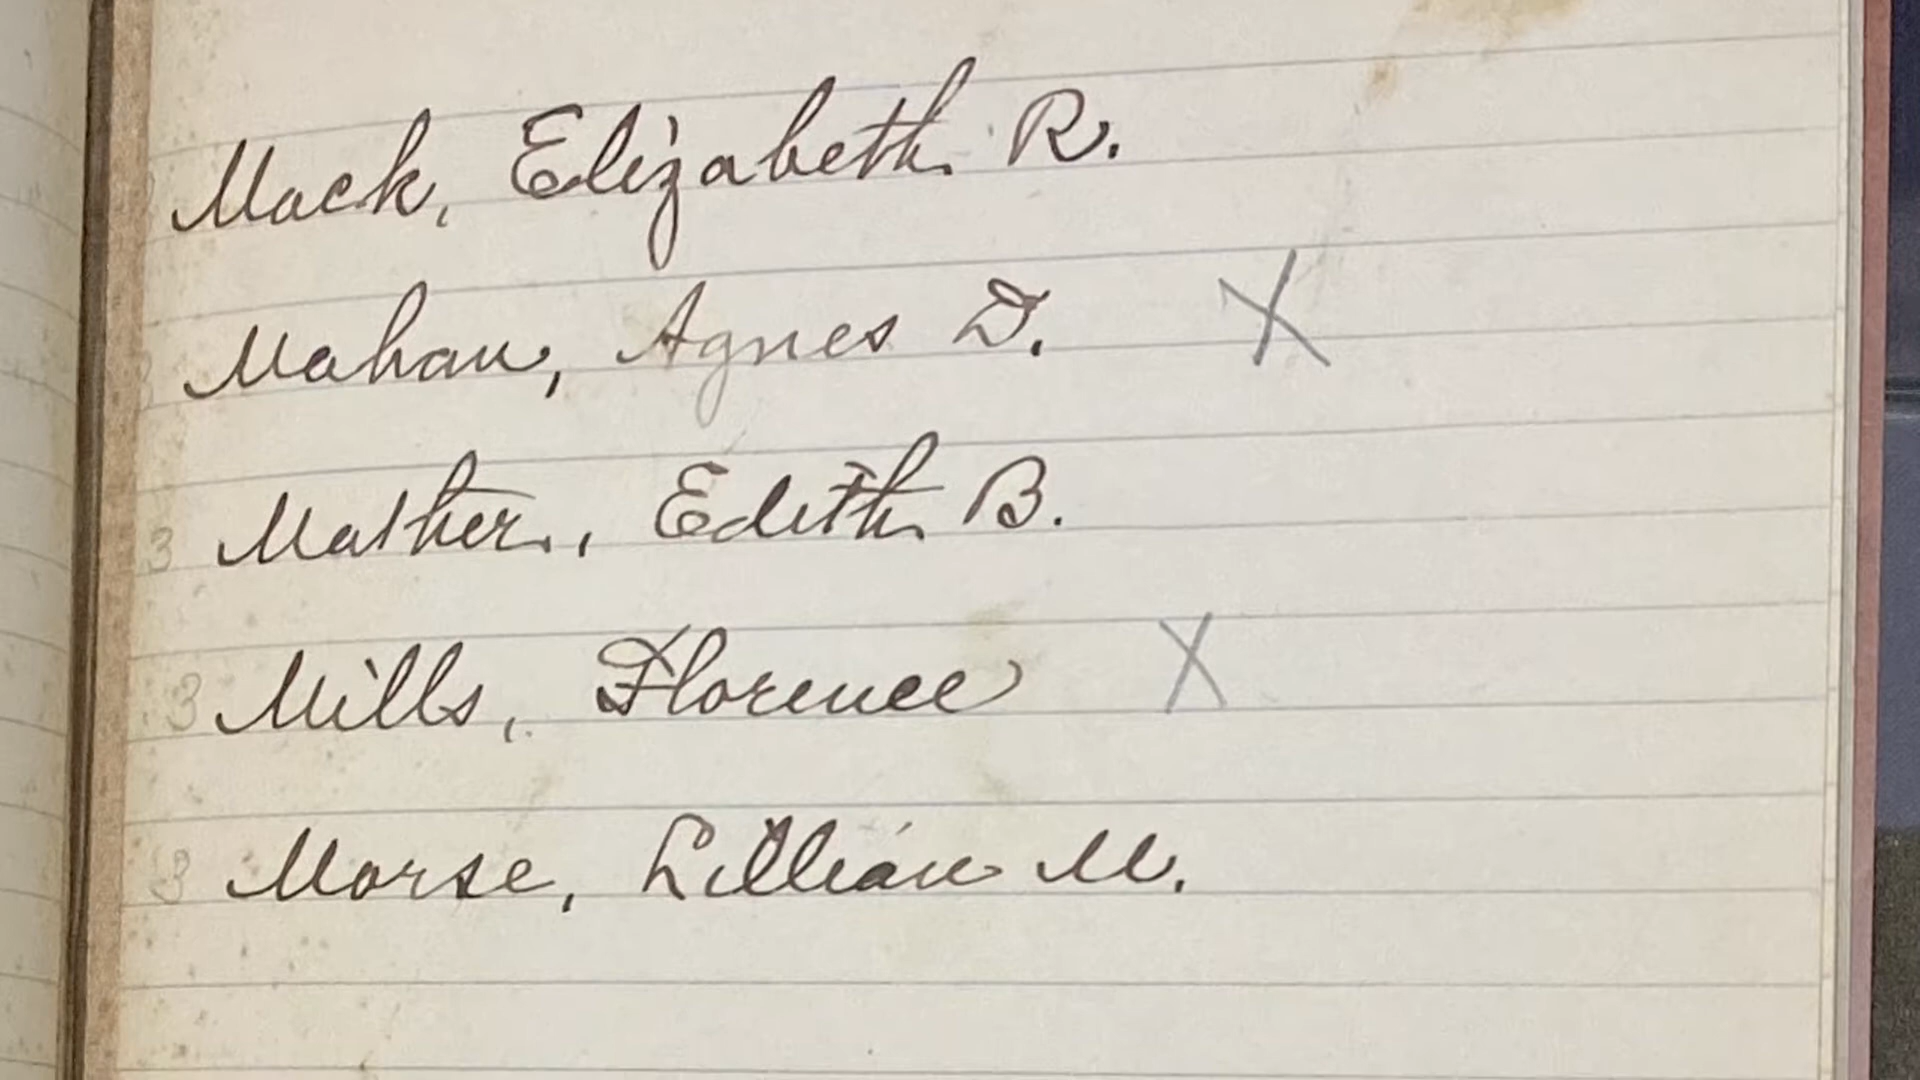 Mack, Elizabeth R.
Mahan, Agnes D. X
3 Mather, Edith B.
3 Mills, Florence X
3 Morse, Lillian M.